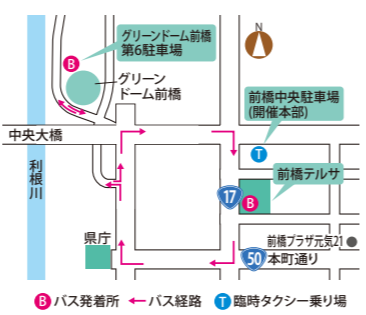 グリーンドーム前橋
第6駐車場
N
B
グリーン
ドーム前橋
前橋中央駐車場
(開催本部)
中央大橋
T
前橋テルサ
利根川
17
B
県庁
前橋プラザ元気21
50
本町通り
B バス発着所
バス経路
T 臨時タクシー乗り場